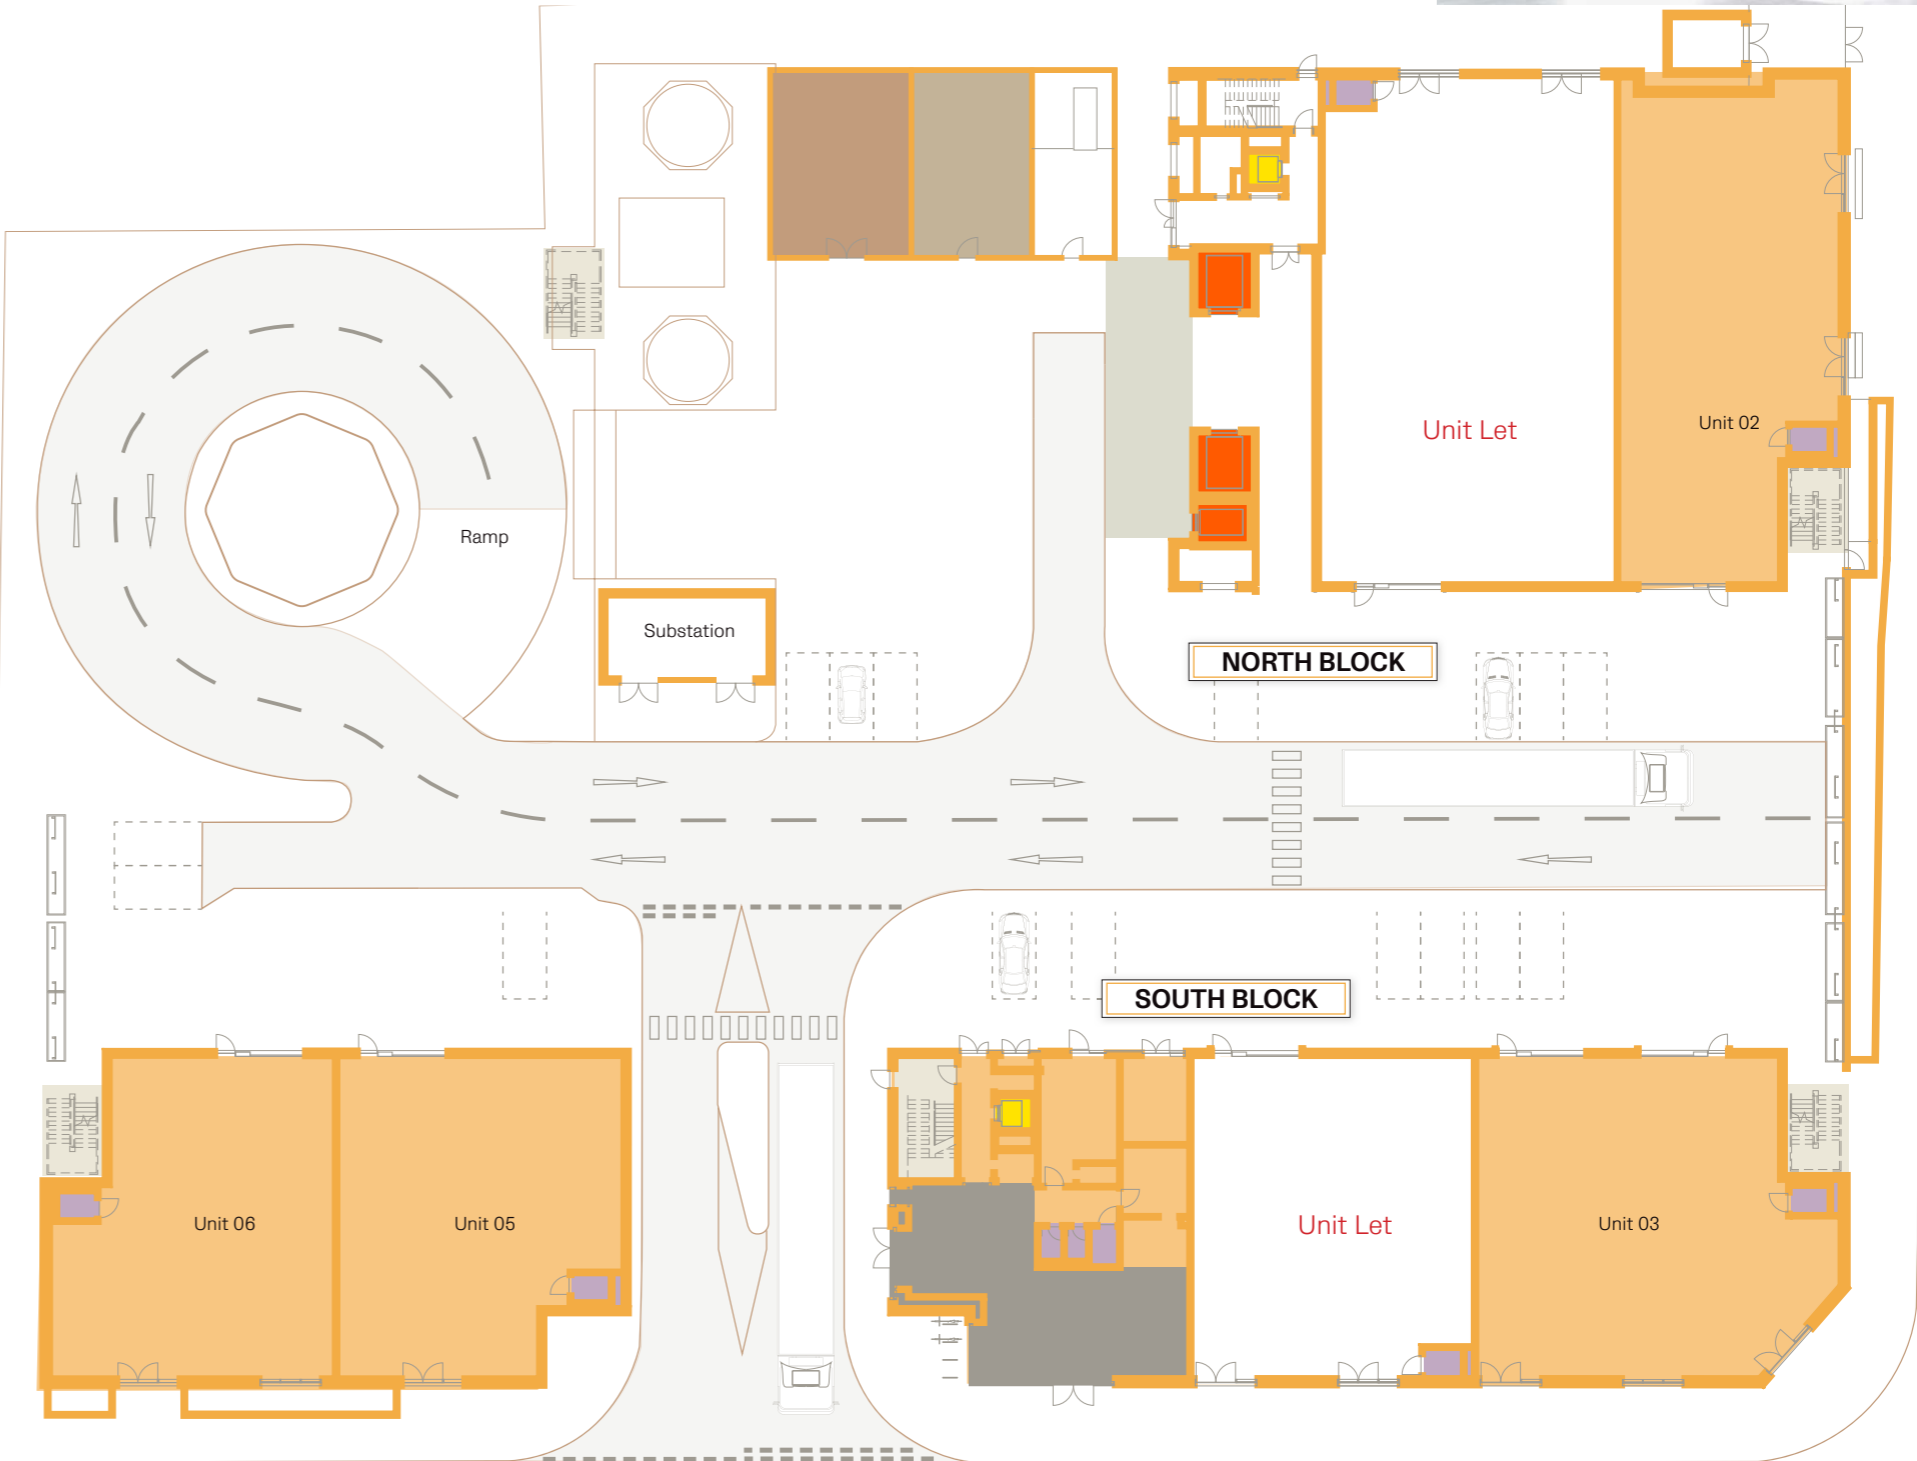 Unit Let
Unit 02
Ramp
Substation
NORTH BLOCK
SOUTH BLOCK
Unit 06
Unit 05
Unit Let
Unit 03